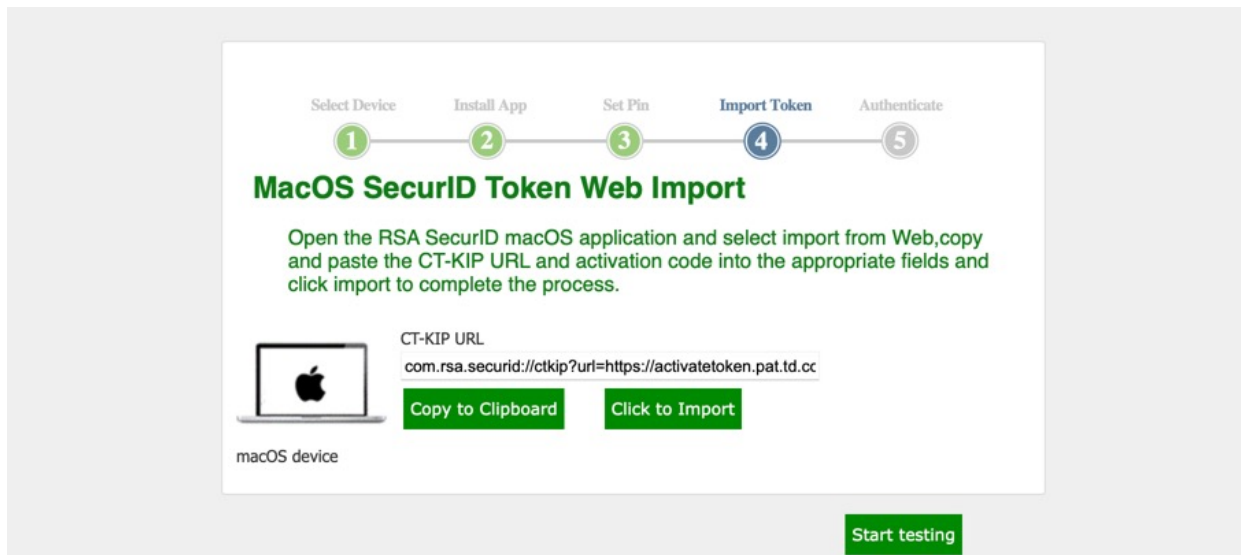 Select Device Install App Set Pin Import Token Authenticate
1 2 3 4 5
MacOS SecurID Token Web Import
Open the RSA SecurID macOS application and select import from Web,copy
and paste the CT-KIP URL and activation code into the appropriate fields and
click import to complete the process.
CT-KIP URL
com.rsa.securid://ctkip?url=https://activatetoken.pat.td.cc
Copy to Clipboard Click to Import
macOS device
Start testing